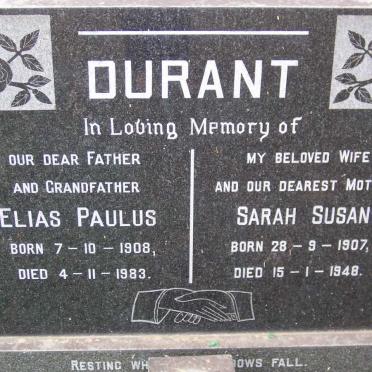 DURANT
In Loving Memory of
OUR DEAR FATHER
AND GRANDFATHER
ELIAS PAULUS
BORN 7-10-1908,
DIED 4-11-1983.
MY BELOVED WIFE
AND OUR DEAREST MOT
SARAH SUSAN
BORN 28-9-1907,
DIED 15-1-1948.
RESTING FALL.